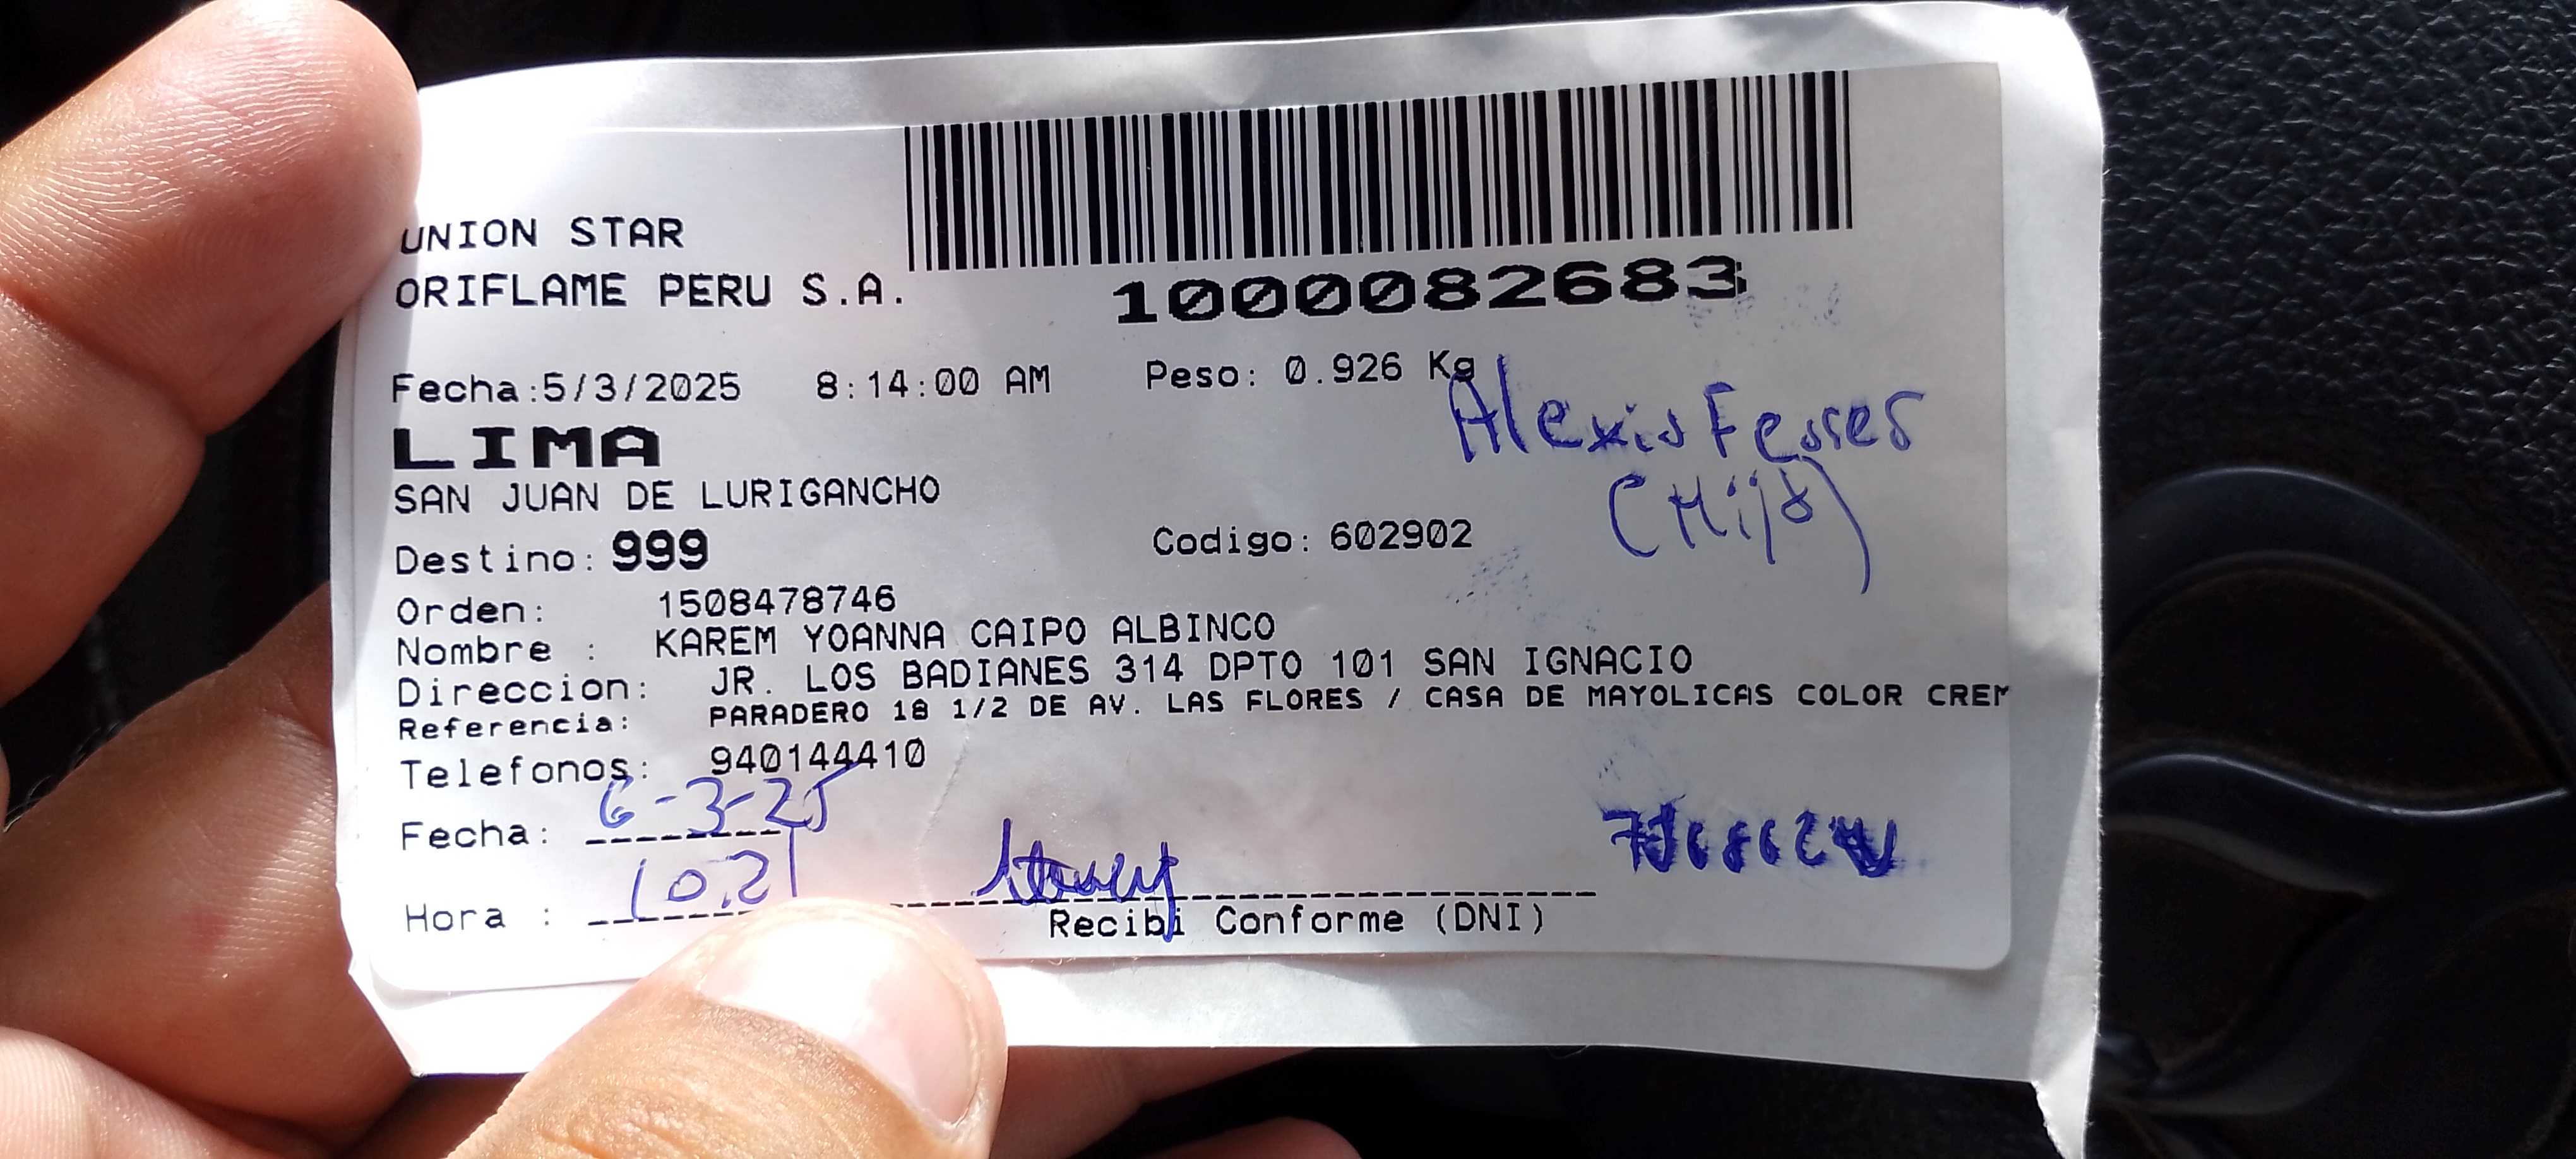 UNION STAR
ORIFLAME PERU S.A.
1000082683
Fecha:5/3/2025 8:14:00 AM Peso: 0.926 Kg
Alexis
LIMA
(Hijo)
SAN JUAN DE LURIGANCHO
Destino: 999 Codigo: 602902
Orden: 1508478746
Nombre : KAREM YOANNA CAIPO ALBINCO
Direccion: JR. LOS BADIANES 314 DPTO 101 SAN IGNACIO
Referencia: PARADERO 18 1/2 DE AV. LAS FLORES / CASA DE MAYOLICAS COLOR CREM
Telefonos: 940144410
Fecha: 6-3-25
Hora : 10.21
Recibi Conforme (DNI)